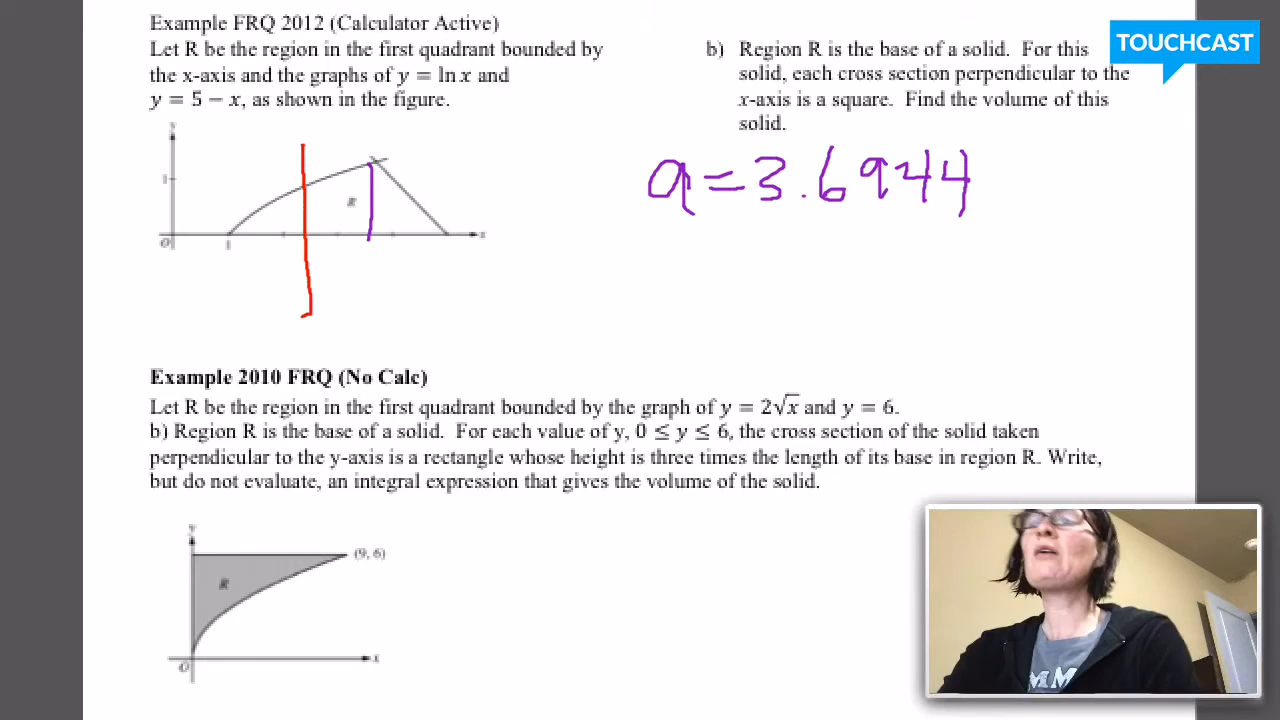 Example FRQ 2012 (Calculator Active)
Let R be the region in the first quadrant bounded by
the x-axis and the graphs of y = ln x and
y = 5 − x, as shown in the figure.
y
1
R
O
1
x
b) Region R is the base of a solid. For this
solid, each cross section perpendicular to the
x-axis is a square. Find the volume of this
solid.
a=3.6944
TOUCHCAST
Example 2010 FRQ (No Calc)
Let R be the region in the first quadrant bounded by the graph of y = 2√x and y = 6.
b) Region R is the base of a solid. For each value of y, 0 ≤ y ≤ 6, the cross section of the solid taken
perpendicular to the y-axis is a rectangle whose height is three times the length of its base in region R. Write,
but do not evaluate, an integral expression that gives the volume of the solid.
y
(9, 6)
R
O
x